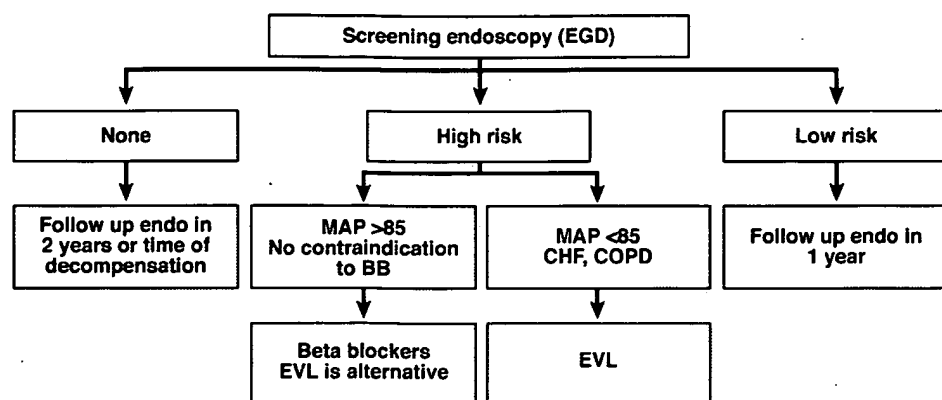 Screening endoscopy (EGD)
None
High risk
Low risk
Follow up endo in
2 years or time of
decompensation
MAP >85
No contraindication
to BB
MAP <85
CHF, COPD
Follow up endo in
1 year
Beta blockers
EVL is alternative
EVL